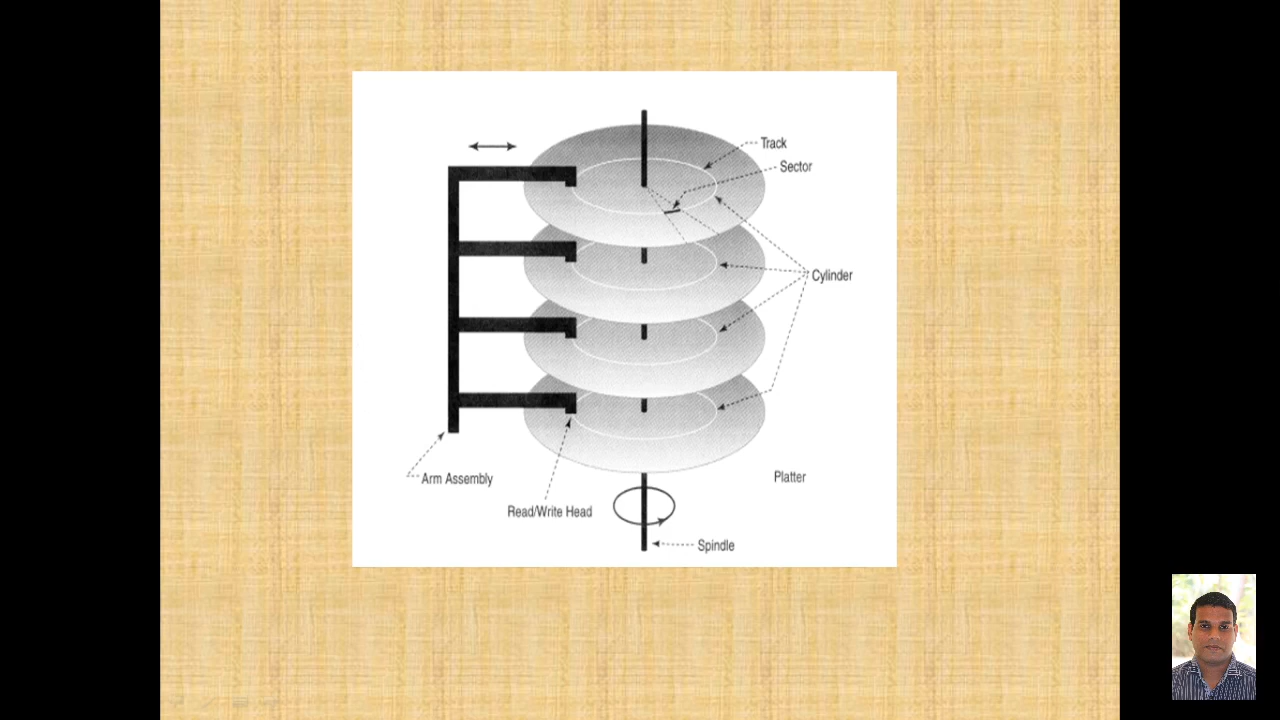 Track
Sector
Cylinder
Arm Assembly
Platter
Read/Write Head
Spindle